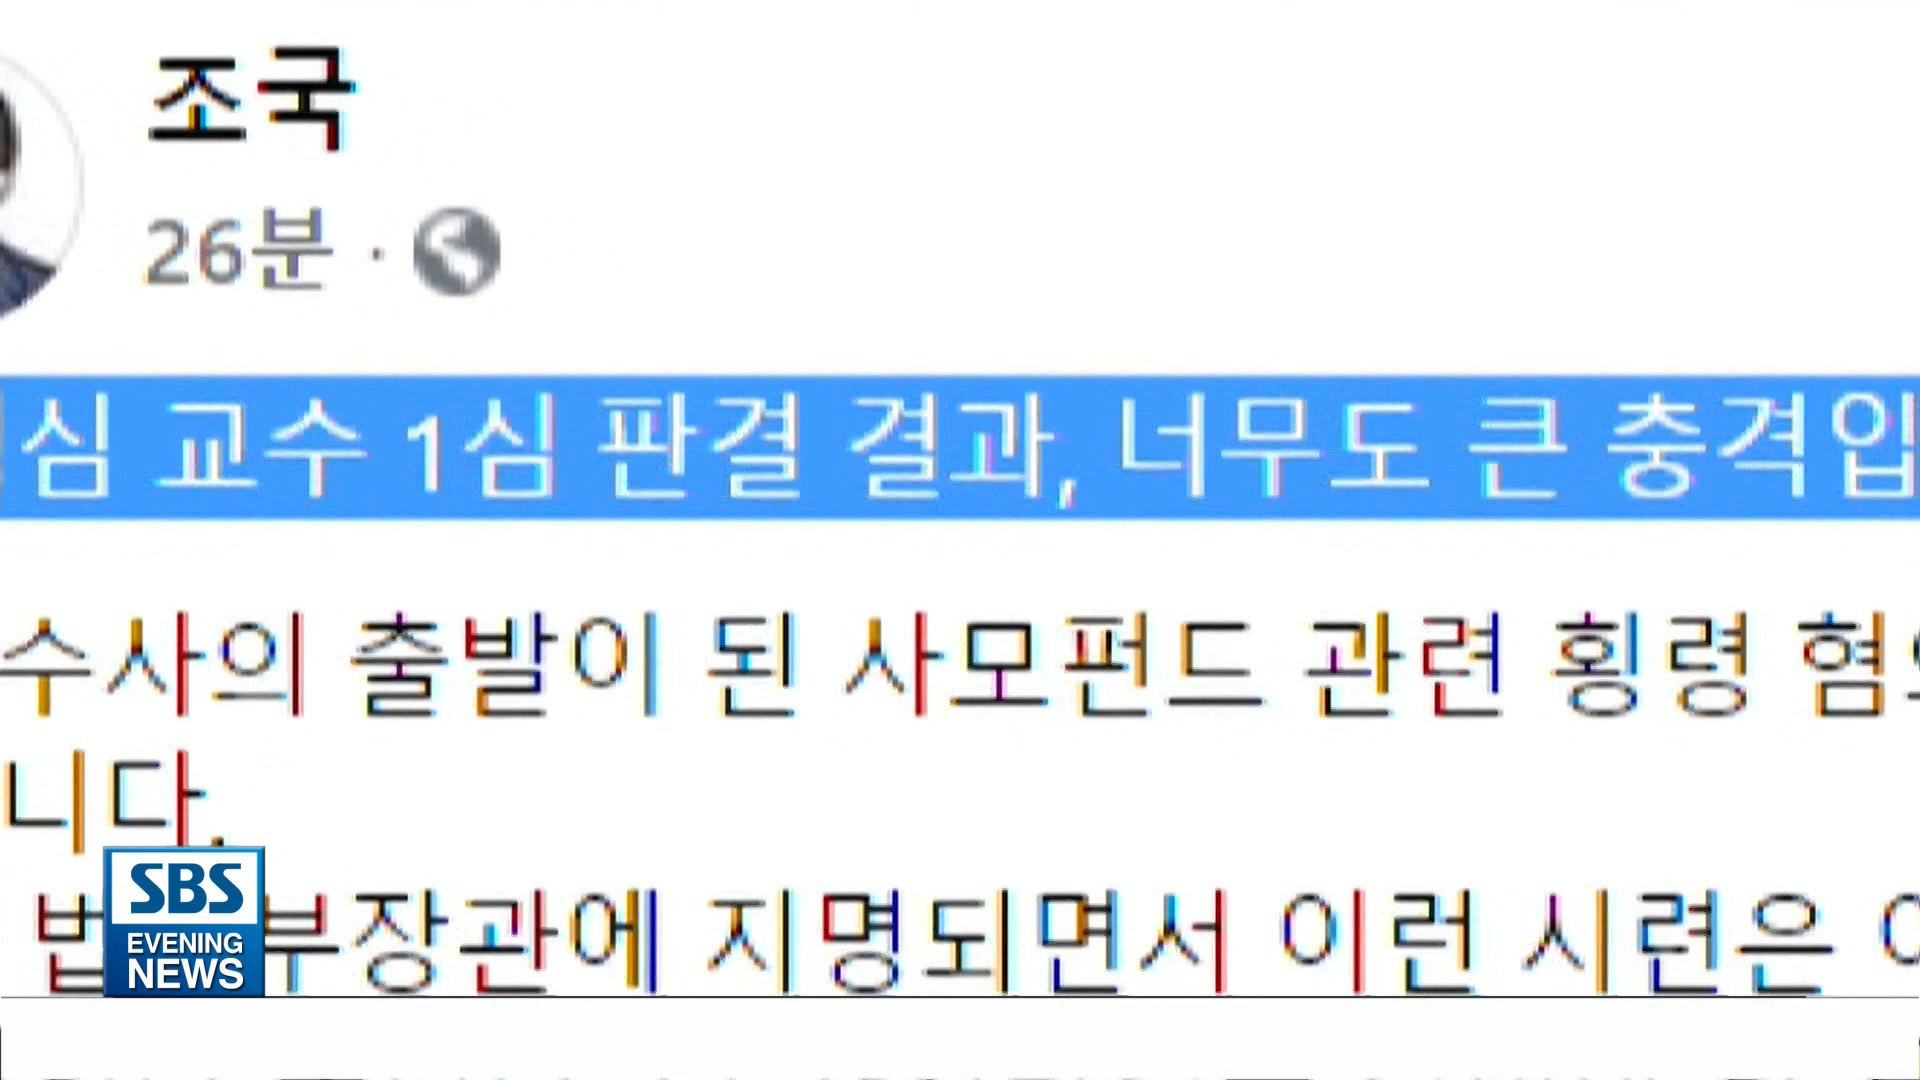 조국
26분 ·
심 교수 1심 판결 결과, 너무도 큰 충격입
수사의 출발이 된 사모펀드 관련 횡령 혐
니다.
법 부장관에 지명되면서 이런 시련은
SBS
EVENING
NEWS